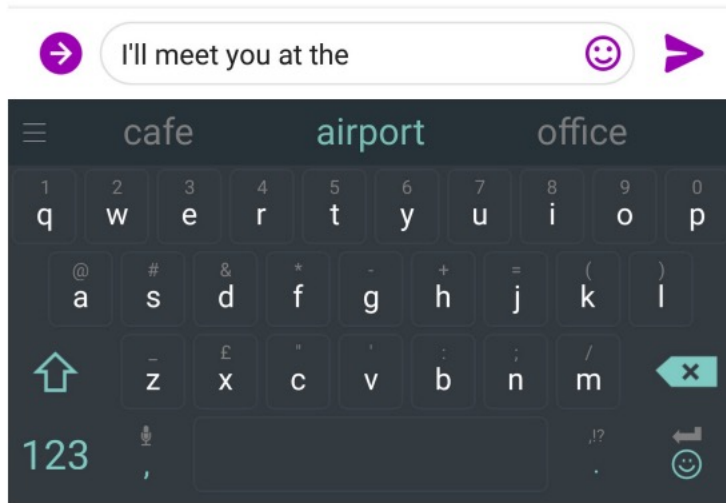 I'll meet you at the
cafe airport office
1 2 3 4 5 6 7 8 9 0
q w e r t y u i o p
@ # & * - + = ( )
a s d f g h j k l
_ £ " ' : ; /
z x c v b n m
,!?
123 , .